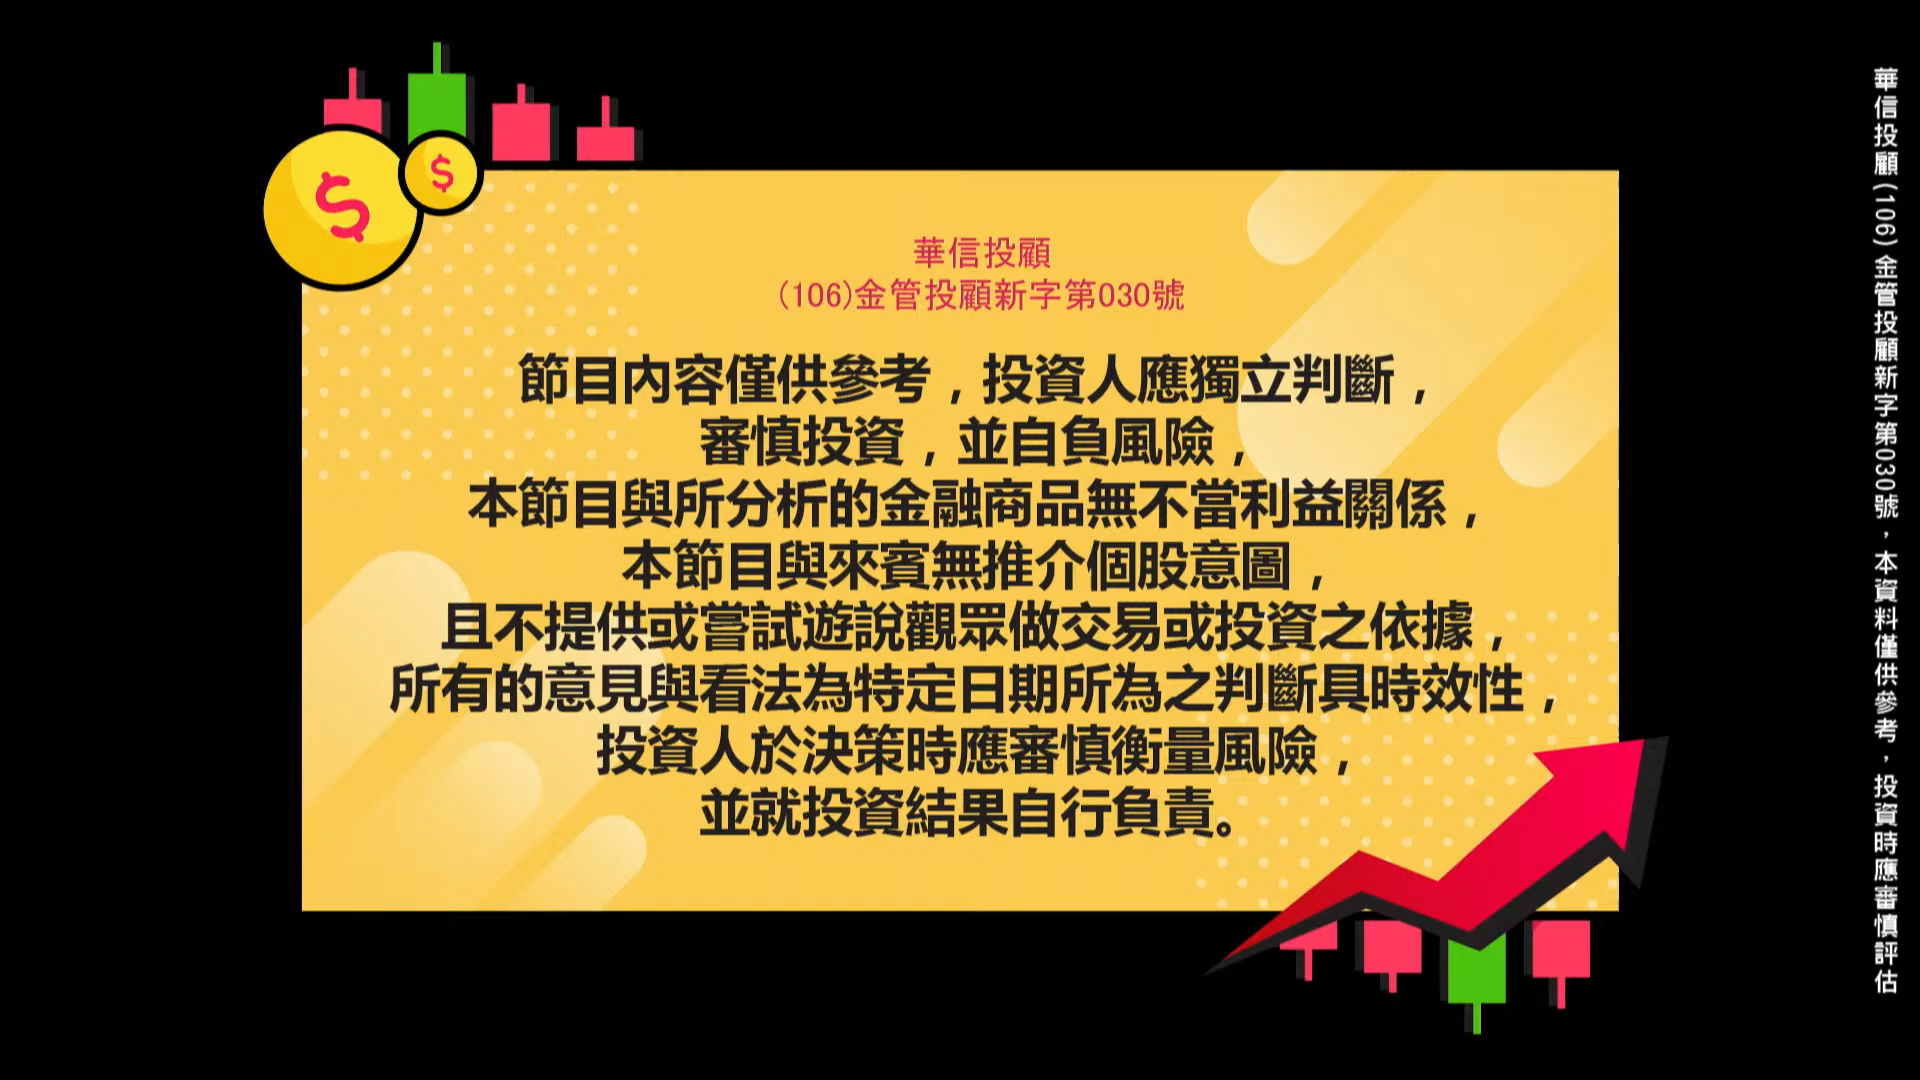 華信投顧
(106)金管投顧新字第030號
節目內容僅供參考，投資人應獨立判斷，
審慎投資，並自負風險，
本節目與所分析的金融商品無不當利益關係，
本節目與來賓無推介個股意圖，
且不提供或嘗試遊說觀眾做交易或投資之依據，
所有的意見與看法為特定日期所為之判斷具時效性，
投資人於決策時應審慎衡量風險，
並就投資結果自行負責。
華信投顧(106)金管投顧新字第030號，本資料僅供參考，投資時應審慎評估
$
$